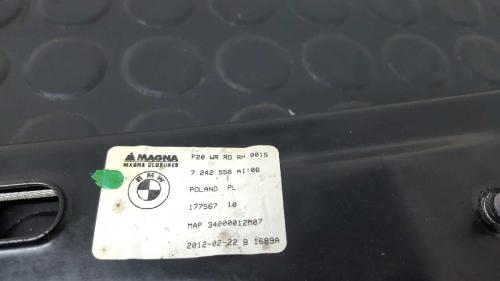 MAGNA
MAGNA CLOSURES
BMW
F20 WR RD RH 001S
7 242 556 AI:06
POLAND PL
177567 10
MAP 34000012M07
2012-02-22 B 1689A